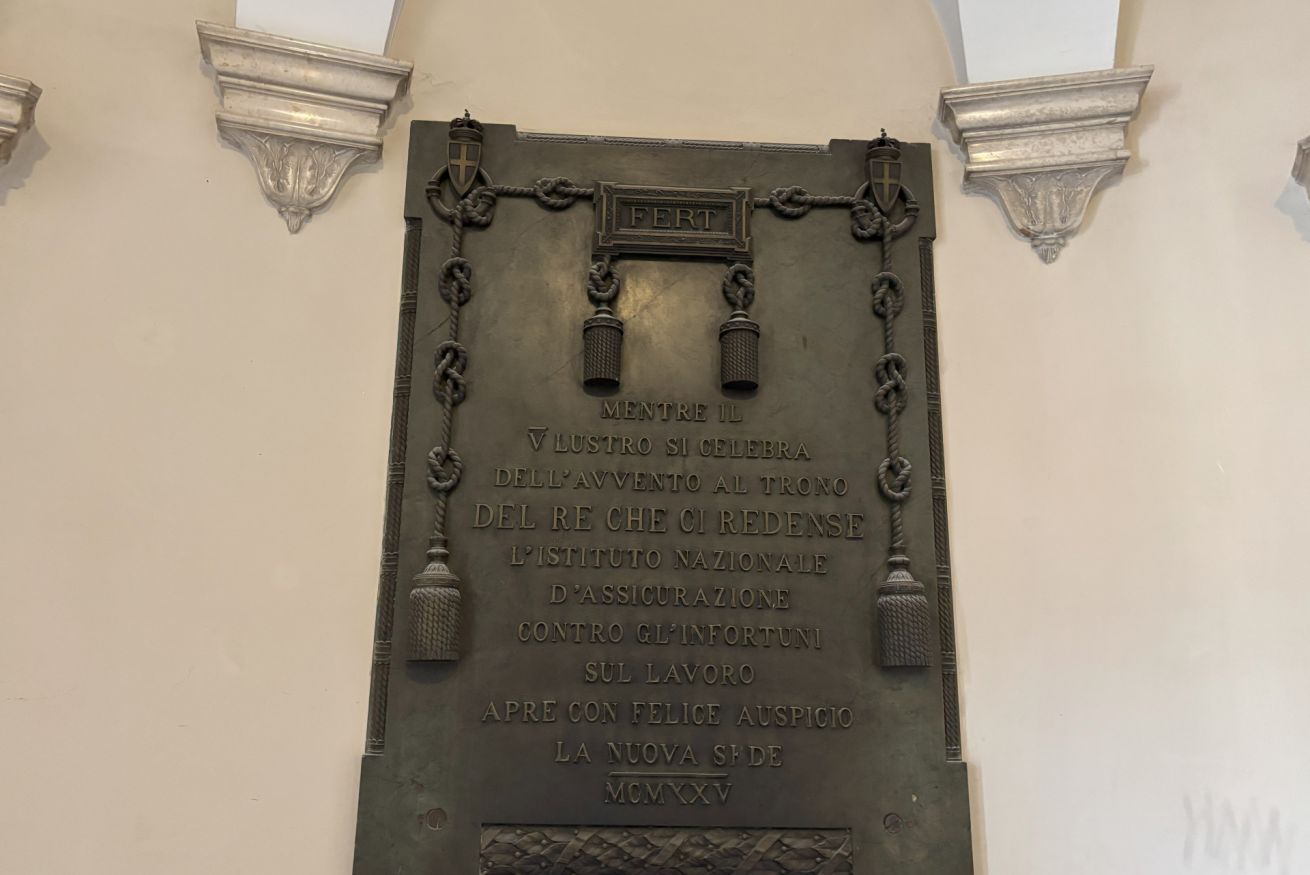 FERT
MENTRE IL
V̅ LUSTRO SI CELEBRA
DELL'AVVENTO AL TRONO
DEL RE CHE CI REDENSE
L'ISTITUTO NAZIONALE
D'ASSICURAZIONE
CONTRO GL'INFORTUNI
SUL LAVORO
APRE CON FELICE AUSPICIO
LA NUOVA SEDE
MCMXXV